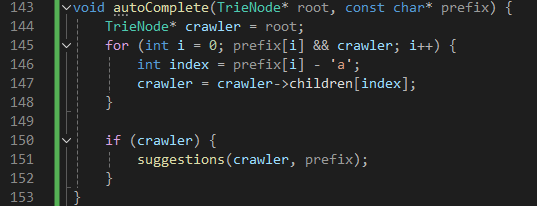 143 void autoComplete(TrieNode* root, const char* prefix) {
144     TrieNode* crawler = root;
145     for (int i = 0; prefix[i] && crawler; i++) {
146         int index = prefix[i] - 'a';
147         crawler = crawler->children[index];
148     }
149
150     if (crawler) {
151         suggestions(crawler, prefix);
152     }
153 }